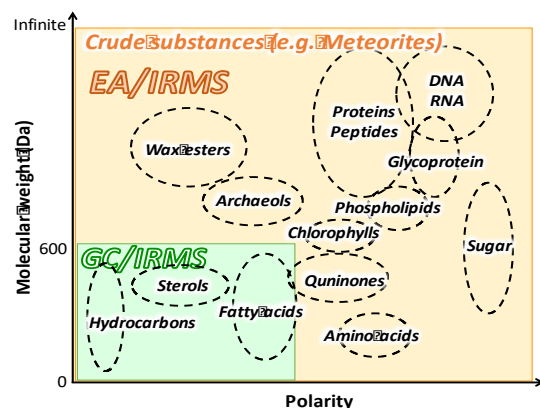 Infinite
Crude substances (e.g. Meteorites)
EA/IRMS
DNA
RNA
Proteins
Peptides
Wax esters
Glycoprotein
Archaeols
Phospholipids
Chlorophylls
Sugar
600
GC/IRMS
Sterols
Quninones
Fatty acids
Hydrocarbons
Amino acids
0
Molecular weight (Da)
Polarity